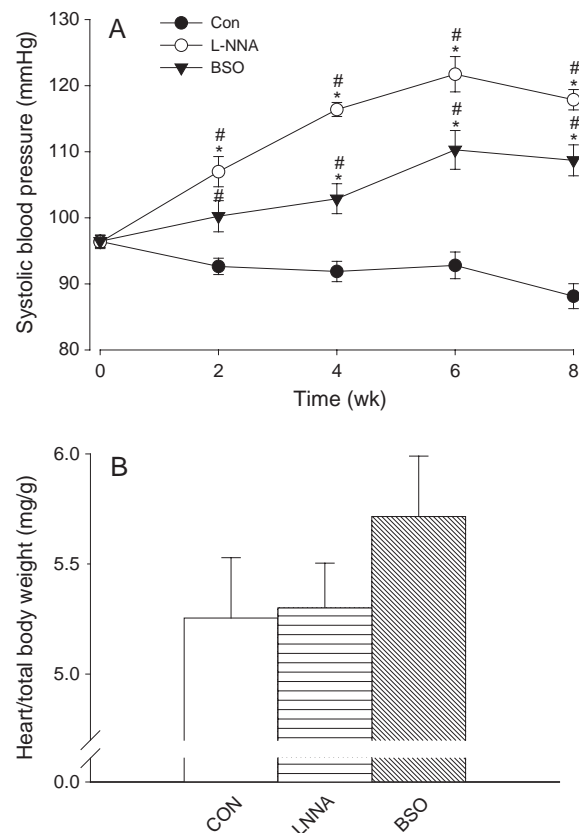 A
Con
L-NNA
BSO
Systolic blood pressure (mmHg)
130
120
110
100
90
80
#
*
#
*
#
*
#
*
#
#
*
#
*
#
*
0
2
4
6
8
Time (wk)
B
Heart/total body weight (mg/g)
6.0
5.5
5.0
0.0
CON
LNNA
BSO